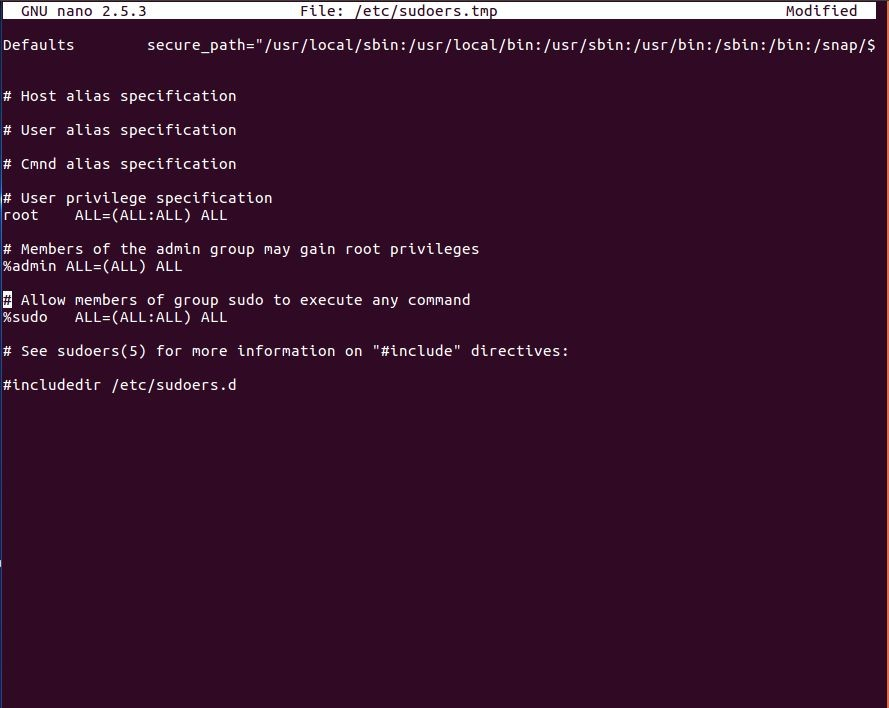 GNU nano 2.5.3 File: /etc/sudoers.tmp Modified
Defaults secure_path="/usr/local/sbin:/usr/local/bin:/usr/sbin:/usr/bin:/sbin:/bin:/snap/$
# Host alias specification
# User alias specification
# Cmnd alias specification
# User privilege specification
root ALL=(ALL:ALL) ALL
# Members of the admin group may gain root privileges
%admin ALL=(ALL) ALL
# Allow members of group sudo to execute any command
%sudo ALL=(ALL:ALL) ALL
# See sudoers(5) for more information on "#include" directives:
#includedir /etc/sudoers.d